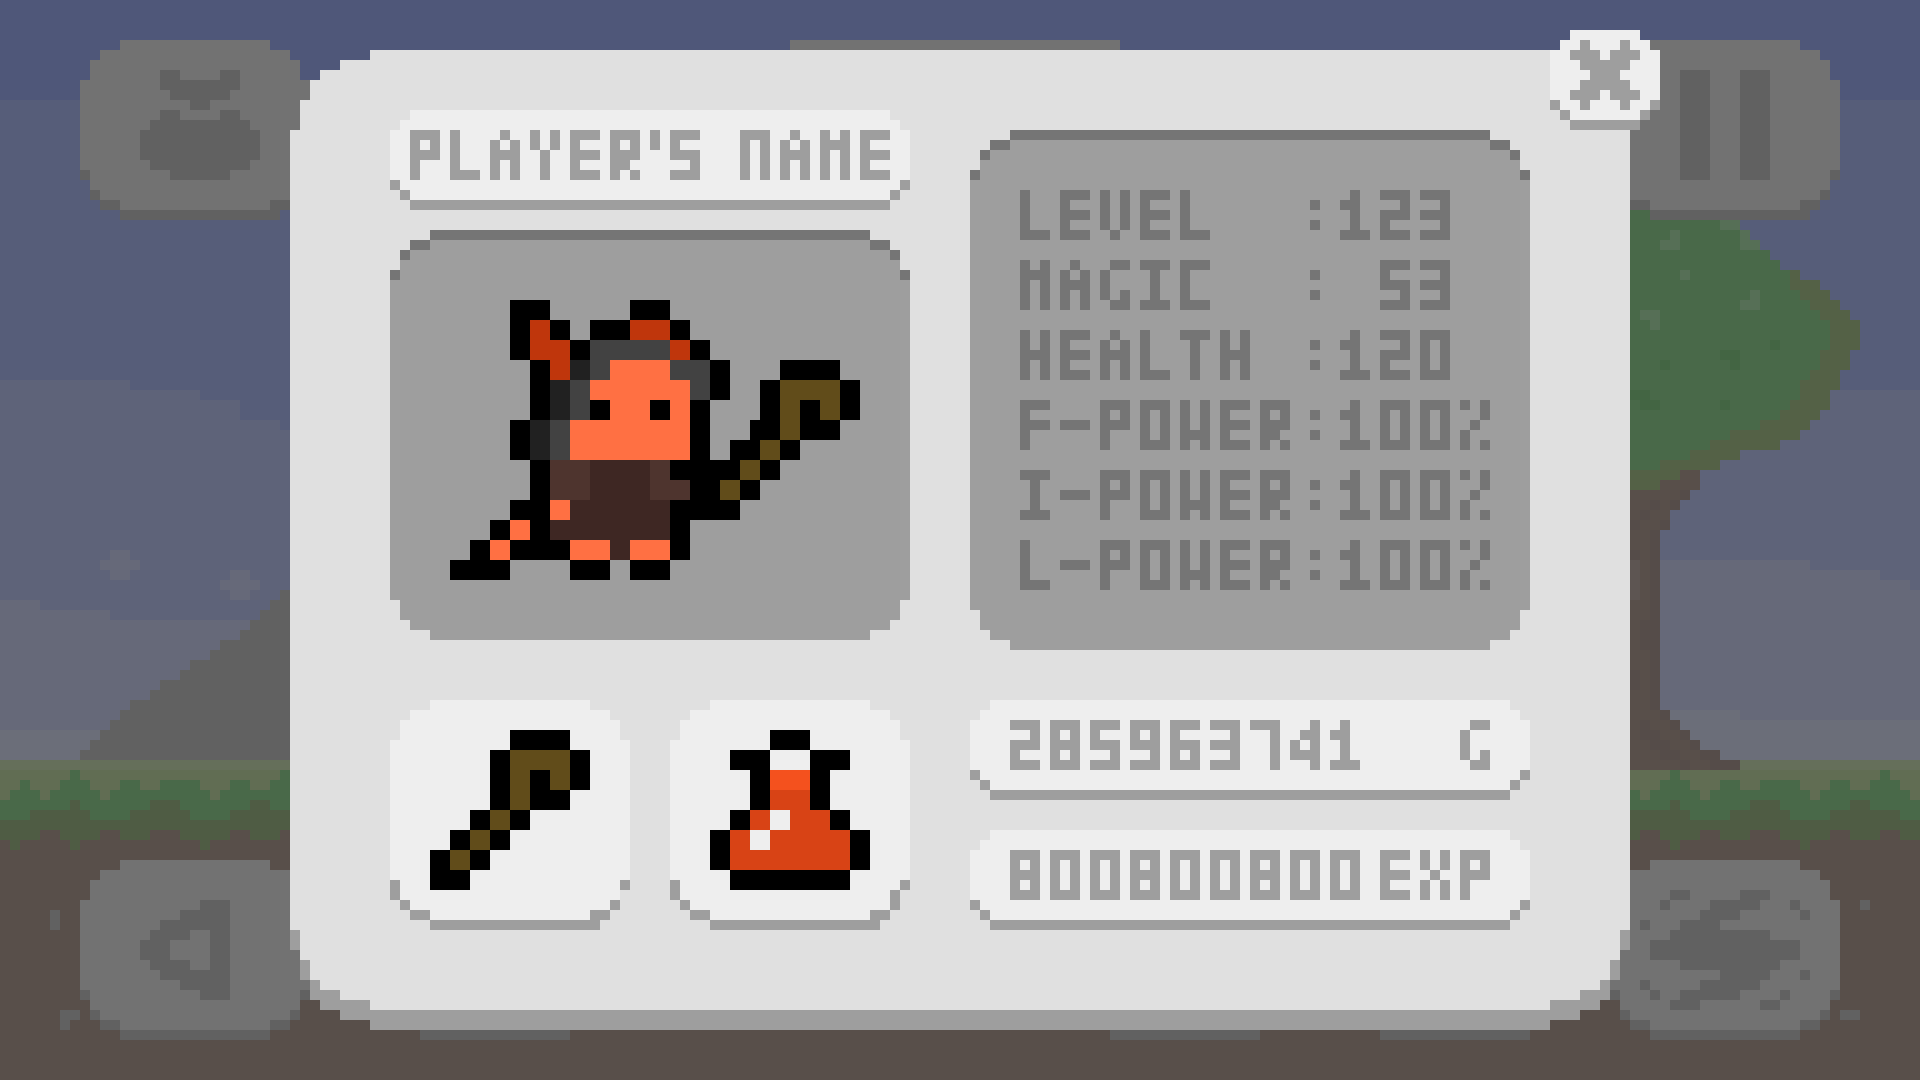 PLAYER'S NAME
LEVEL :123
MAGIC : 53
HEALTH :120
F-POWER:100%
I-POWER:100%
L-POWER:100%
285963741 G
800800800 EXP